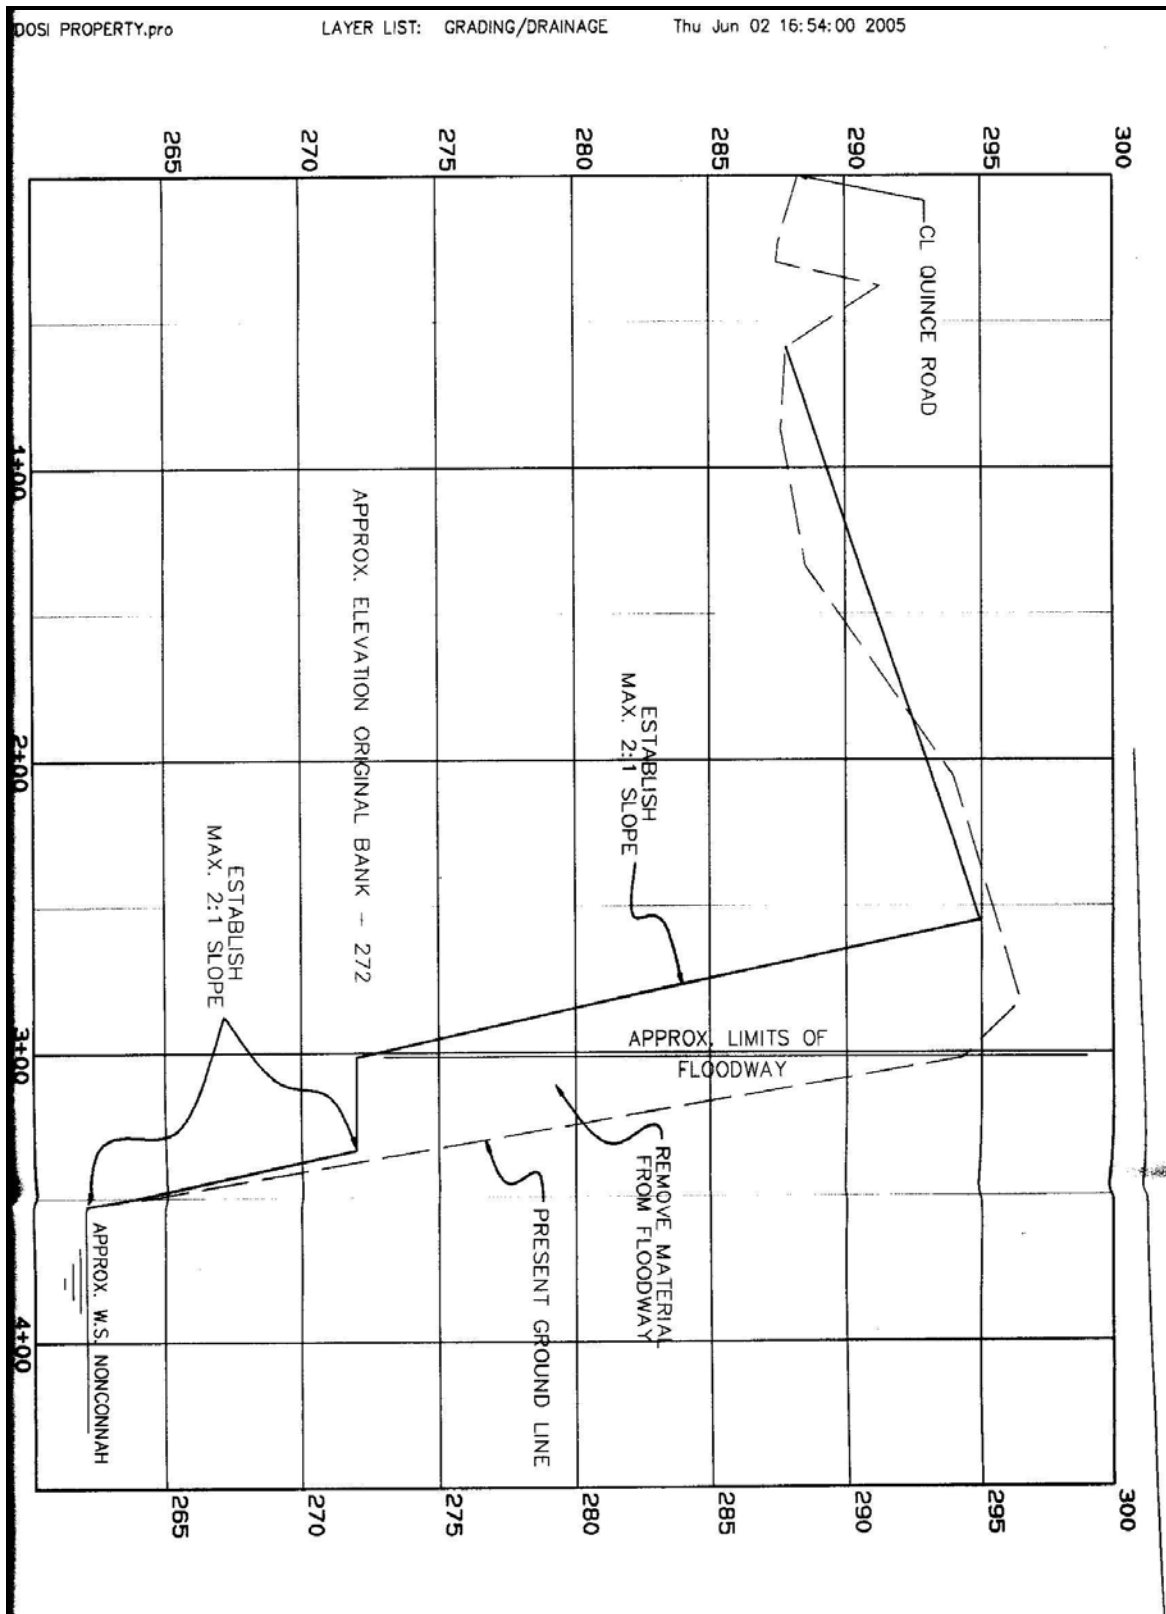 DOSI PROPERTY.pro LAYER LIST: GRADING/DRAINAGE Thu Jun 02 16:54:00 2005
265 270 275 280 285 290 295 300
CL QUINCE ROAD
1+00
2+00
3+00
4+00
APPROX. ELEVATION ORIGINAL BANK - 272
ESTABLISH
MAX. 2:1 SLOPE
ESTABLISH
MAX. 2:1 SLOPE
APPROX. LIMITS OF
FLOODWAY
REMOVE MATERIAL
FROM FLOODWAY
PRESENT GROUND LINE
APPROX. W.S. NONCONNAH
265 270 275 280 285 290 295 300